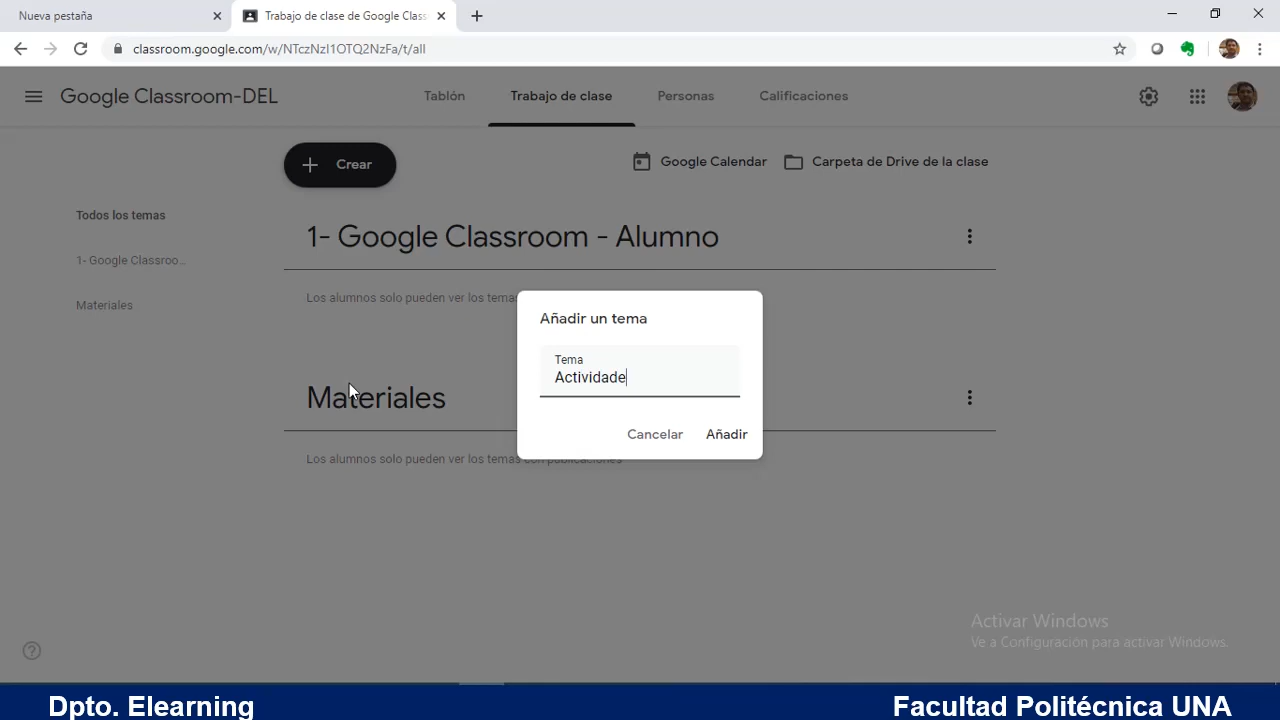 Nueva pestaña
Trabajo de clase de Google Clas
classroom.google.com/w/NTczNzI1OTQ2NzFa/t/all
Google Classroom-DEL
Tablón
Trabajo de clase
Personas
Calificaciones
Crear
Google Calendar
Carpeta de Drive de la clase
Todos los temas
1- Google Classroo...
Materiales
1- Google Classroom - Alumno
Los alumnos solo pueden ver los temas
Añadir un tema
Tema
Actividade
Cancelar
Añadir
Materiales
Los alumnos solo pueden ver los temas con publicaciones
Activar Windows
Ve a Configuración para activar Windows.
Dpto. Elearning
Facultad Politécnica UNA